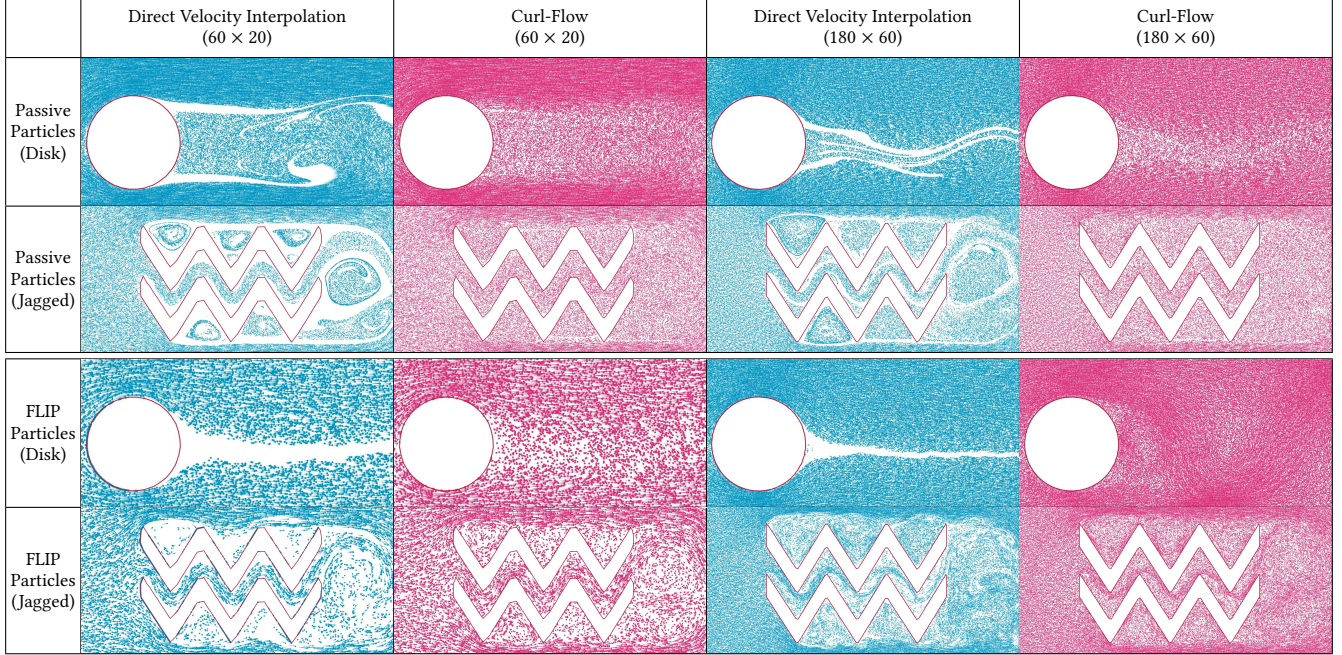 Direct Velocity Interpolation
(60 × 20)
Curl-Flow
(60 × 20)
Direct Velocity Interpolation
(180 × 60)
Curl-Flow
(180 × 60)
Passive
Particles
(Disk)
Passive
Particles
(Jagged)
FLIP
Particles
(Disk)
FLIP
Particles
(Jagged)